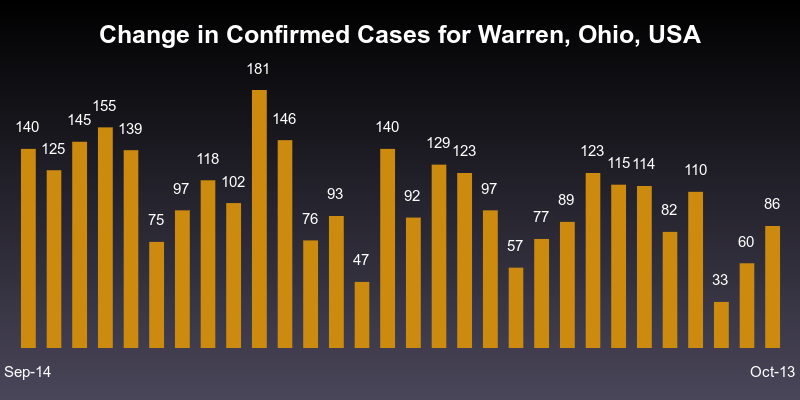 Change in Confirmed Cases for Warren, Ohio, USA
140 125 145 155 139 75 97 118 102 181 146 76 93 47 140 92 129 123 97 57 77 89 123 115 114 82 110 33 60 86
Sep-14 Oct-13